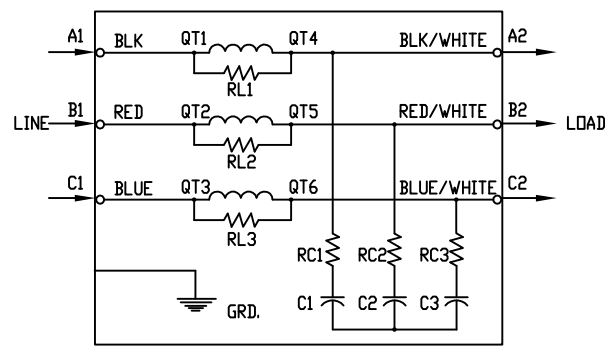 A1 BLK QT1 QT4 BLK/WHITE A2
RL1
B1 RED QT2 QT5 RED/WHITE B2
LINE LOAD
RL2
C1 BLUE QT3 QT6 BLUE/WHITE C2
RL3
RC1 RC2 RC3
C1 C2 C3
GRD.